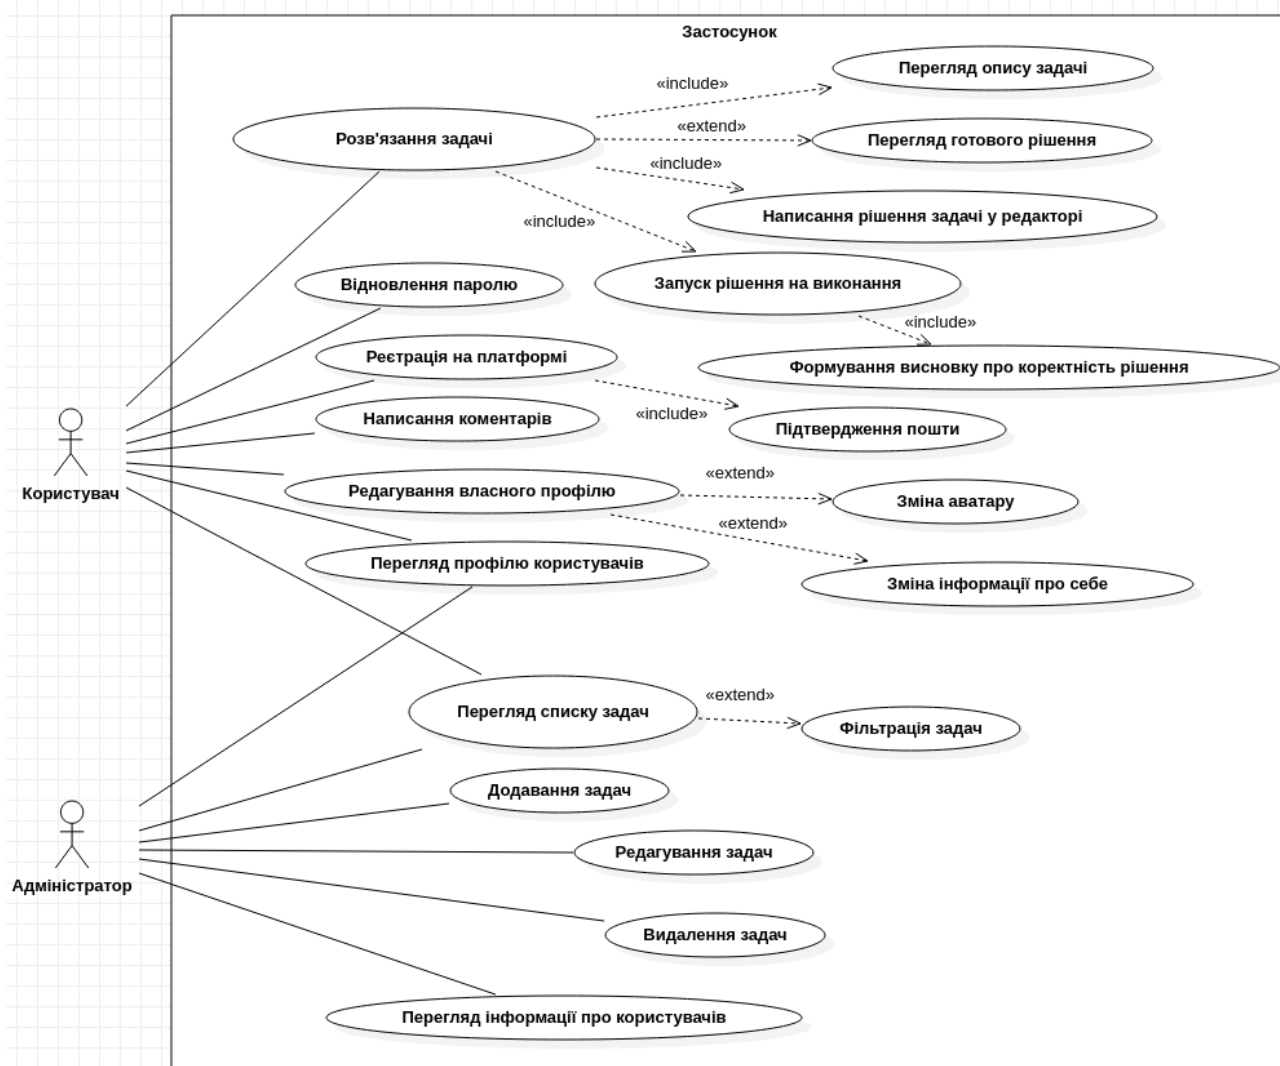 Застосунок
Перегляд опису задачі
«include»
Розв'язання задачі
«extend»
Перегляд готового рішення
«include»
Написання рішення задачі у редакторі
«include»
Відновлення паролю
Запуск рішення на виконання
«include»
Реєтрація на платформі
Формування висновку про коректність рішення
«include»
Написання коментарів
Підтвердження пошти
Користувач
Редагування власного профілю
«extend»
Зміна аватару
«extend»
Перегляд профілю користувачів
Зміна інформації про себе
Перегляд списку задач
«extend»
Фільтрація задач
Додавання задач
Редагування задач
Адміністратор
Видалення задач
Перегляд інформації про користувачів